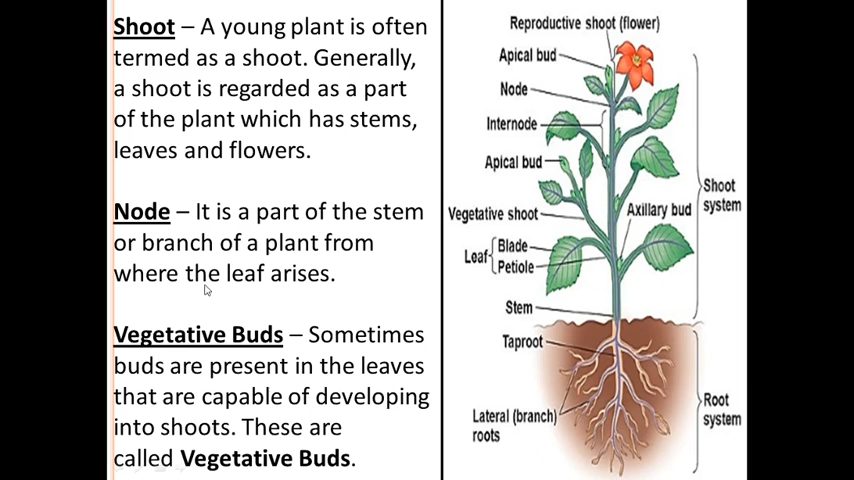 Shoot – A young plant is often
termed as a shoot. Generally,
a shoot is regarded as a part
of the plant which has stems,
leaves and flowers.
Node – It is a part of the stem
or branch of a plant from
where the leaf arises.
Vegetative Buds – Sometimes
buds are present in the leaves
that are capable of developing
into shoots. These are
called Vegetative Buds.
Reproductive shoot (flower)
Apical bud
Node
Internode
Apical bud
Vegetative shoot
Axillary bud
Leaf
Blade
Petiole
Stem
Taproot
Lateral (branch)
roots
Shoot
system
Root
system